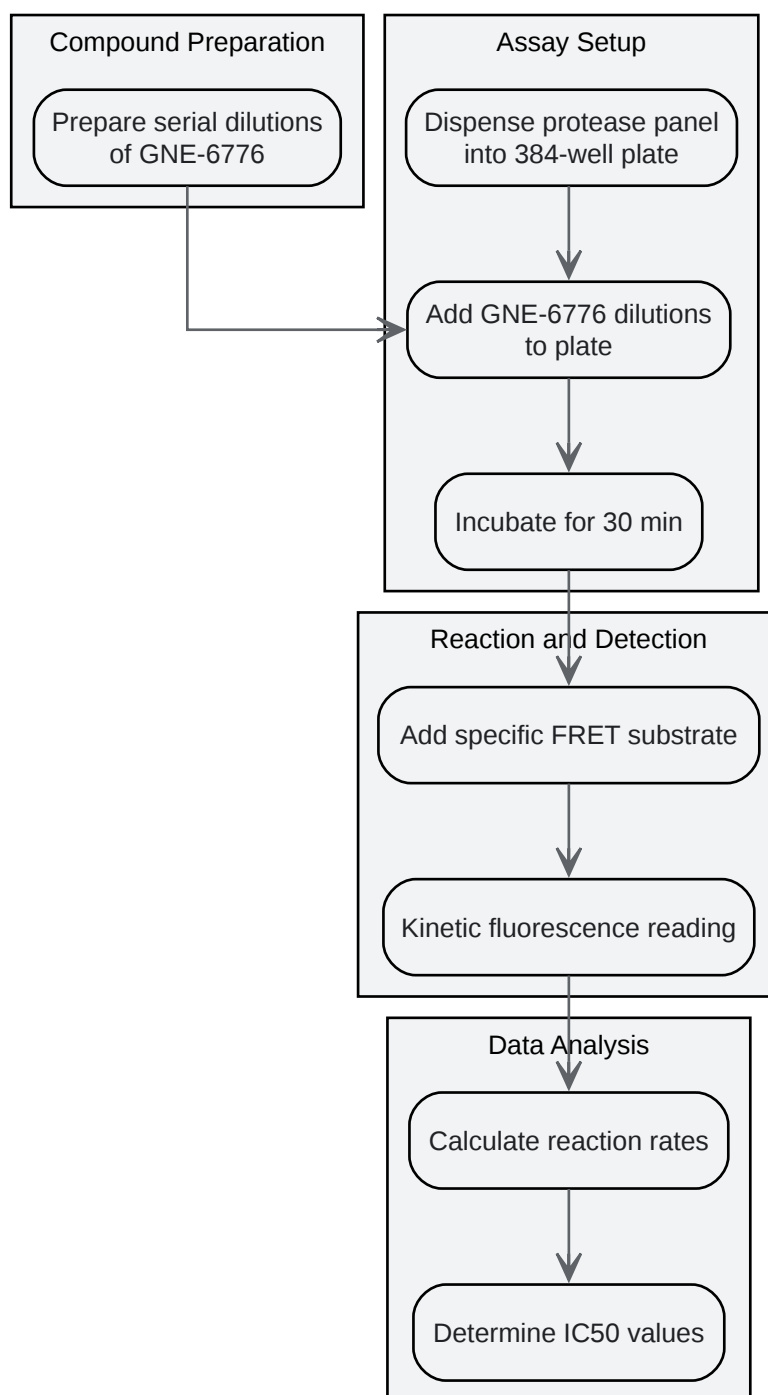 Compound Preparation
Prepare serial dilutions
of GNE-6776
Assay Setup
Dispense protease panel
into 384-well plate
Add GNE-6776 dilutions
to plate
Incubate for 30 min
Reaction and Detection
Add specific FRET substrate
Kinetic fluorescence reading
Data Analysis
Calculate reaction rates
Determine IC50 values